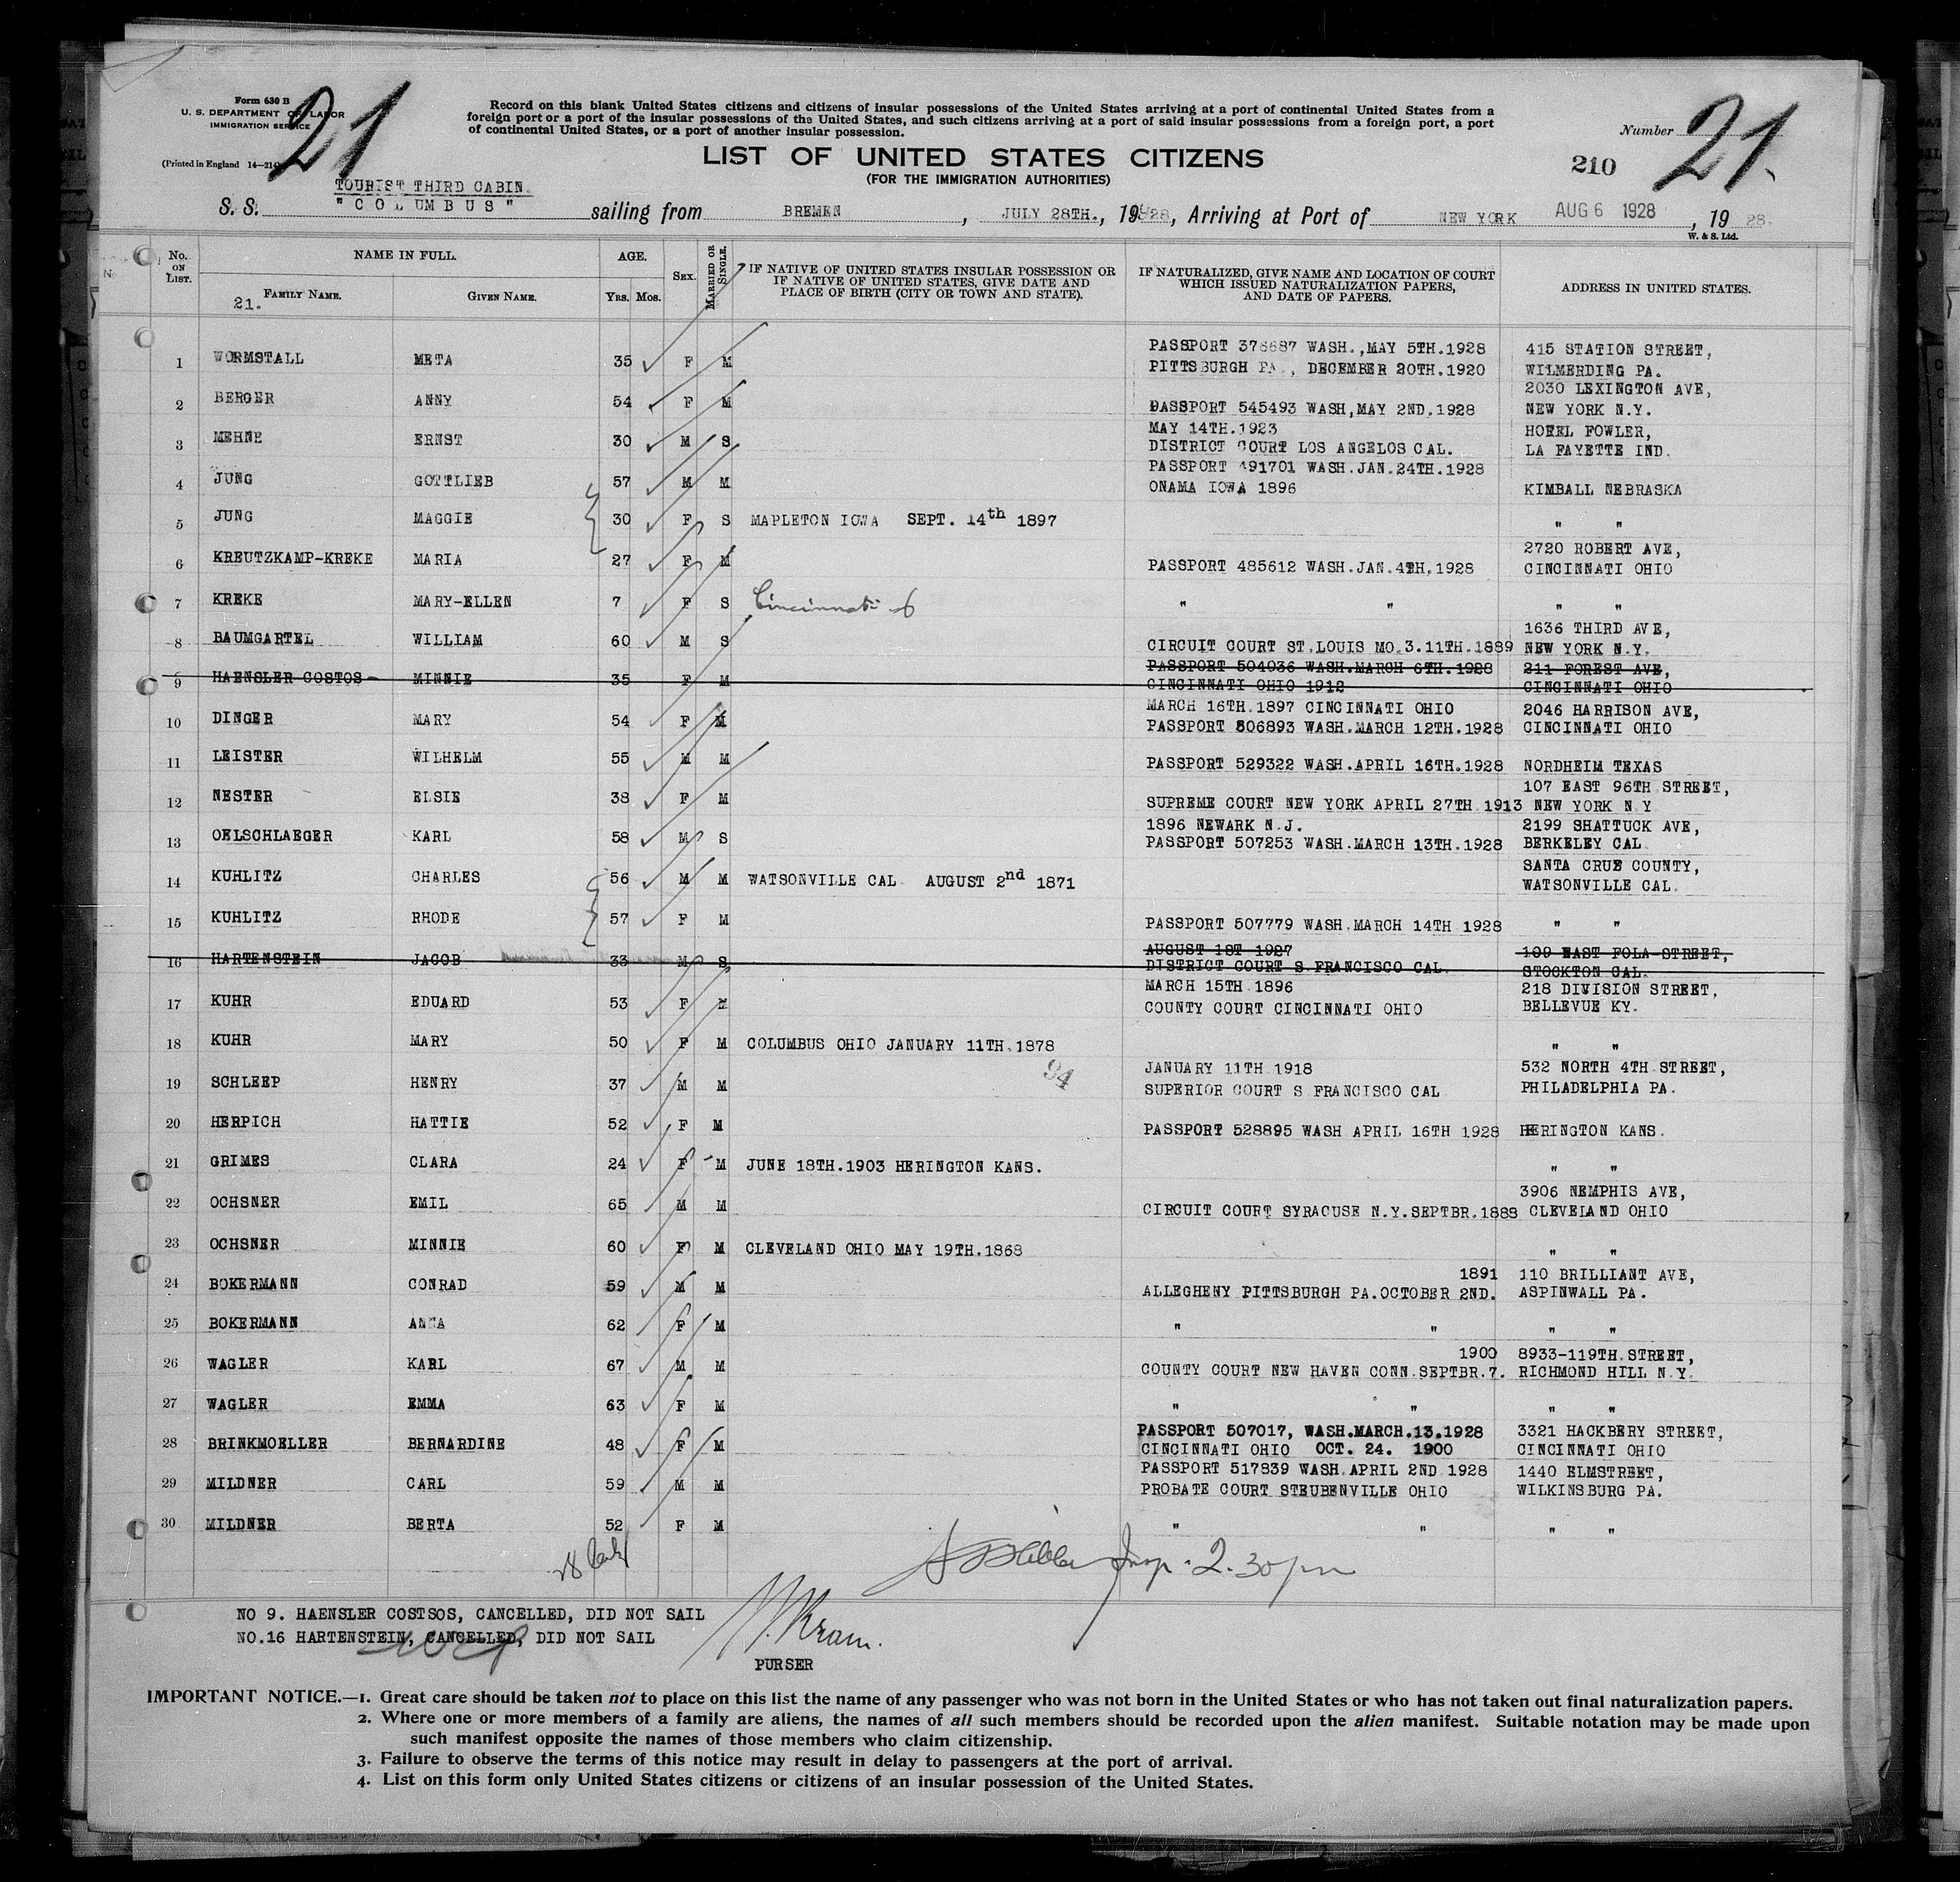 Form 630 B
U. S. DEPARTMENT OF LABOR
IMMIGRATION SERVICE
(Printed in England 14—214)
21
Record on this blank United States citizens and citizens of insular possessions of the United States arriving at a port of continental United States from a
foreign port or a port of the insular possessions of the United States, and such citizens arriving at a port of said insular possessions from a foreign port, a port
of continental United States, or a port of another insular possession.
Number 21.
LIST OF UNITED STATES CITIZENS
(FOR THE IMMIGRATION AUTHORITIES)
210
TOURIST THIRD CABIN.
S. S. "COLUMBUS" sailing from BREMEN, JULY 28TH., 1928, Arriving at Port of NEW YORK AUG 6 1928, 19 28.
W. & S. Ltd.
No. ON LIST. NAME IN FULL. AGE. SEX. MARRIED OR SINGLE. IF NATIVE OF UNITED STATES INSULAR POSSESSION OR IF NATIVE OF UNITED STATES, GIVE DATE AND PLACE OF BIRTH (CITY OR TOWN AND STATE). IF NATURALIZED, GIVE NAME AND LOCATION OF COURT WHICH ISSUED NATURALIZATION PAPERS, AND DATE OF PAPERS. ADDRESS IN UNITED STATES.
21. FAMILY NAME. GIVEN NAME. Yrs. Mos.
PASSPORT 376687 WASH.,MAY 5TH.1928 415 STATION STREET,
1 WORMSTALL META 35 F M PITTSBURGH PA., DECEMBER 20TH.1920 WILMERDING PA.
2030 LEXINGTON AVE,
2 BERGER ANNY 54 F M PASSPORT 545493 WASH,MAY 2ND.1928 NEW YORK N.Y.
MAY 14TH.1923 HOEEL FOWLER,
3 MEHNE ERNST 30 M S DISTRICT COURT LOS ANGELOS CAL. LA FAYETTE IND.
PASSPORT 491701 WASH.JAN.24TH.1928
4 JUNG GOTTLIEB 57 M M ONAMA IOWA 1896 KIMBALL NEBRASKA
5 JUNG MAGGIE 30 F S MAPLETON IOWA SEPT. 14th 1897 " "
2720 ROBERT AVE,
6 KREUTZKAMP-KREKE MARIA 27 F M PASSPORT 485612 WASH.JAN.4TH.1928 CINCINNATI OHIO
7 KREKE MARY-ELLEN 7 F S Cincinnati O " " " "
1636 THIRD AVE,
8 BAUMGARTEL WILLIAM 60 M S CIRCUIT COURT ST.LOUIS MO.3.11TH.1889 NEW YORK N.Y.
PASSPORT 504036 WASH.MARCH 6TH.1928 211 FOREST AVE,
9 HAENSLER COSTOS MINNIE 35 F M CINCINNATI OHIO 1912 CINCINNATI OHIO
MARCH 16TH.1897 CINCINNATI OHIO 2046 HARRISON AVE,
10 DINGER MARY 54 F M PASSPORT 506893 WASH.MARCH 12TH.1928 CINCINNATI OHIO
11 LEISTER WILHELM 55 M M PASSPORT 529322 WASH.APRIL 16TH.1928 NORDHEIM TEXAS
107 EAST 96TH STREET,
12 NESTER ELSIE 38 F M SUPREME COURT NEW YORK APRIL 27TH 1913 NEW YORK N Y
1896 NEWARK N.J. 2199 SHATTUCK AVE,
13 OELSCHLAEGER KARL 58 M S PASSPORT 507253 WASH.MARCH 13TH.1928 BERKELEY CAL
SANTA CRUE COUNTY,
14 KUHLITZ CHARLES 56 M M WATSONVILLE CAL. AUGUST 2nd 1871 WATSONVILLE CAL.
15 KUHLITZ RHODE 57 F M PASSPORT 507779 WASH.MARCH 14TH 1928 " "
AUGUST 1ST 1927 109 EAST FOLA STREET,
16 HARTENSTEIN JACOB 33 M S DISTRICT COURT S FRANCISCO CAL. STOCKTON CAL.
MARCH 15TH 1896 218 DIVISION STREET,
17 KUHR EDUARD 53 F M COUNTY COURT CINCINNATI OHIO BELLEVUE KY.
18 KUHR MARY 50 F M COLUMBUS OHIO JANUARY 11TH.1878 " "
94
JANUARY 11TH 1918 532 NORTH 4TH STREET,
19 SCHLEEP HENRY 37 M M SUPERIOR COURT S FRANCISCO CAL PHILADELPHIA PA.
20 HERPICH HATTIE 52 F M PASSPORT 528895 WASH APRIL 16TH 1928 HERINGTON KANS.
21 GRIMES CLARA 24 F M JUNE 18TH.1903 HERINGTON KANS. " "
3906 NEMPHIS AVE,
22 OCHSNER EMIL 65 M M CIRCUIT COURT SYRACUSE N.Y.SEPTBR.1888 CLEVELAND OHIO
23 OCHSNER MINNIE 60 F M CLEVELAND OHIO MAY 19TH.1868 " "
1891 110 BRILLIANT AVE,
24 BOKERMANN CONRAD 59 M M ALLEGHENY PITTSBURGH PA.OCTOBER 2ND. ASPINWALL PA.
25 BOKERMANN ANNA 62 F M " " " "
1900 8933-119TH.STREET,
26 WAGLER KARL 67 M M COUNTY COURT NEW HAVEN CONN.SEPTBR.7. RICHMOND HILL N.Y.
27 WAGLER EMMA 63 F M " " " "
PASSPORT 507017, WASH.MARCH.13.1928 3321 HACKBERY STREET,
28 BRINKMOELLER BERNARDINE 48 F M CINCINNATI OHIO OCT. 24. 1900 CINCINNATI OHIO
PASSPORT 517839 WASH.APRIL 2ND 1928 1440 ELMSTREET,
29 MILDNER CARL 59 M M PROBATE COURT STEUBENVILLE OHIO WILKINSBURG PA.
30 MILDNER BERTA 52 F M " " " "
28 Insp. 2.30 pm
NO 9. HAENSLER COSTSOS, CANCELLED, DID NOT SAIL
NO.16 HARTENSTEIN, CANCELLED, DID NOT SAIL
PURSER
IMPORTANT NOTICE.—1. Great care should be taken not to place on this list the name of any passenger who was not born in the United States or who has not taken out final naturalization papers.
2. Where one or more members of a family are aliens, the names of all such members should be recorded upon the alien manifest. Suitable notation may be made upon
such manifest opposite the names of those members who claim citizenship.
3. Failure to observe the terms of this notice may result in delay to passengers at the port of arrival.
4. List on this form only United States citizens or citizens of an insular possession of the United States.